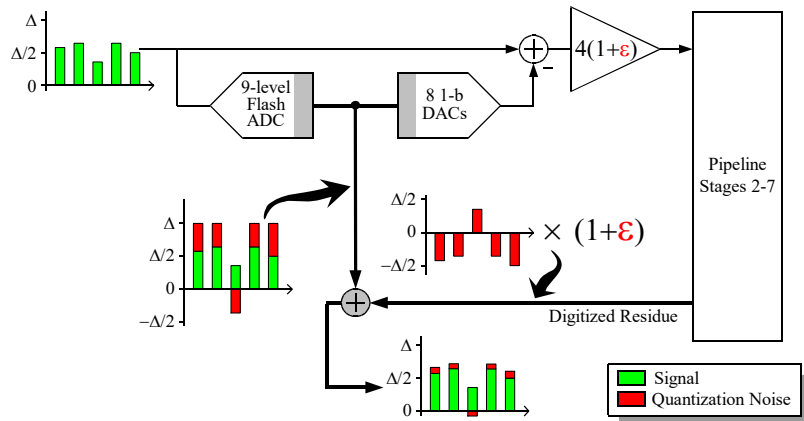 Δ
Δ/2
0
9-level
Flash
ADC
8 1-b
DACs
+
−
4(1+ε)
Pipeline
Stages 2-7
Δ
Δ/2
0
−Δ/2
Δ/2
0
−Δ/2
× (1+ε)
+
Digitized Residue
Δ
Δ/2
0
Signal
Quantization Noise